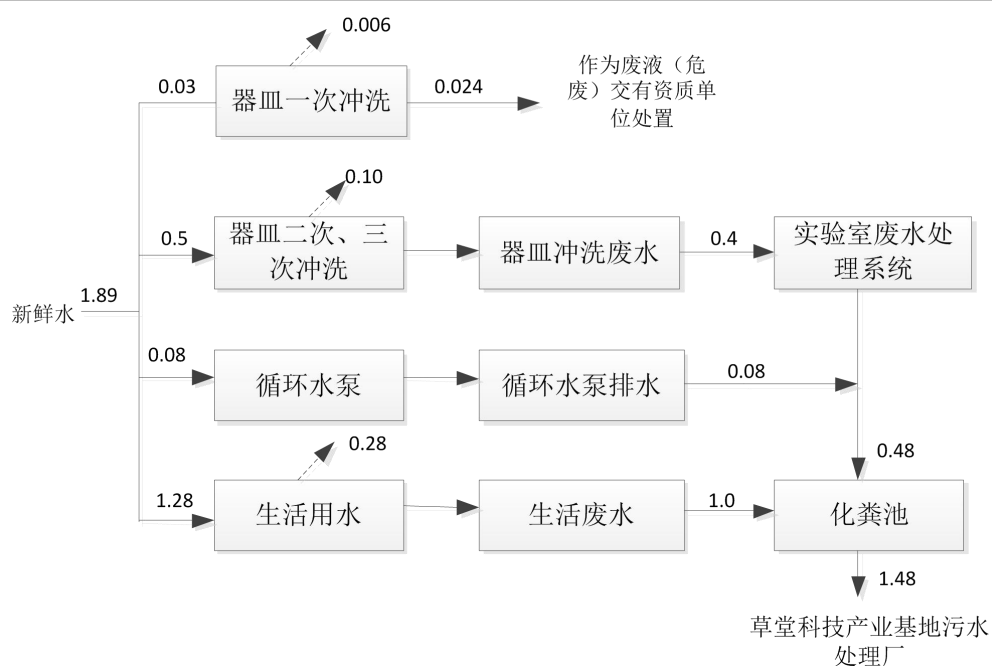 0.006
0.03
器皿一次冲洗
0.024
作为废液（危
废）交有资质单
位处置
0.10
0.5
器皿二次、三
次冲洗
器皿冲洗废水
0.4
实验室废水处
理系统
新鲜水
1.89
0.08
循环水泵
循环水泵排水
0.08
0.28
0.48
1.28
生活用水
生活废水
1.0
化粪池
1.48
草堂科技产业基地污水
处理厂